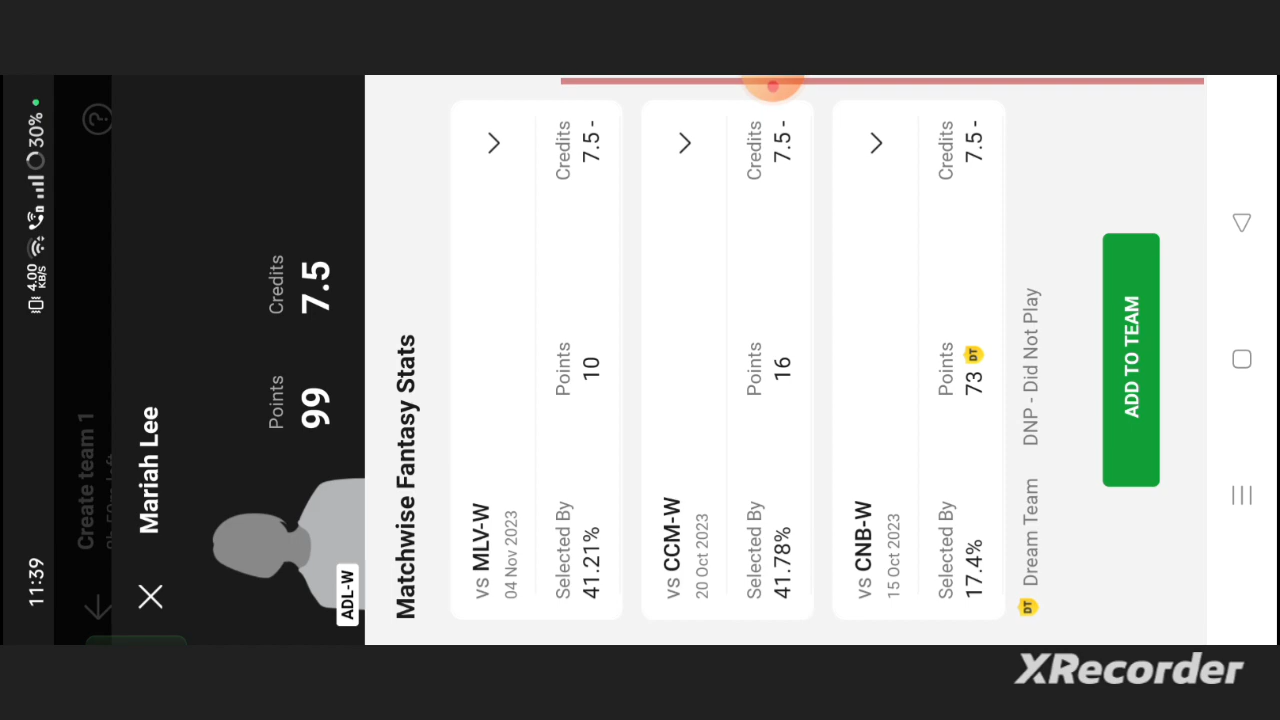 11:39
4.00
KB/S
30%
Create team 1
Mariah Lee
Points
Credits
99
7.5
ADL-W
Matchwise Fantasy Stats
vs MLV-W
04 Nov 2023
Selected By
Points
Credits
41.21%
10
7.5 -
vs CCM-W
20 Oct 2023
Selected By
Points
Credits
41.78%
16
7.5 -
vs CNB-W
15 Oct 2023
Selected By
Points
Credits
17.4%
73 DT
7.5 -
DT Dream Team DNP - Did Not Play
ADD TO TEAM
XRecorder